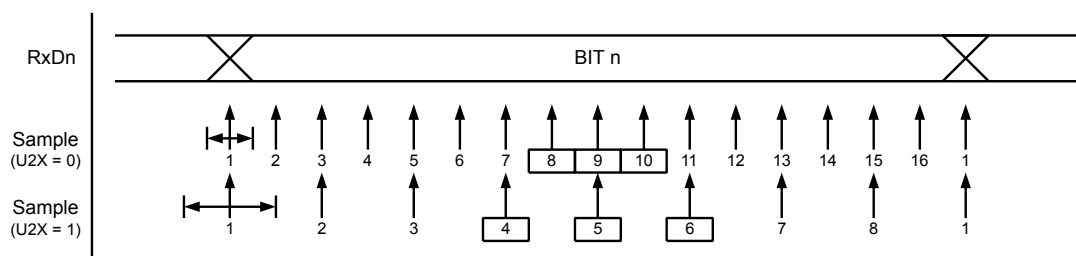 RxDn
BIT n
Sample
(U2X = 0)
1 2 3 4 5 6 7 8 9 10 11 12 13 14 15 16 1
Sample
(U2X = 1)
1 2 3 4 5 6 7 8 1